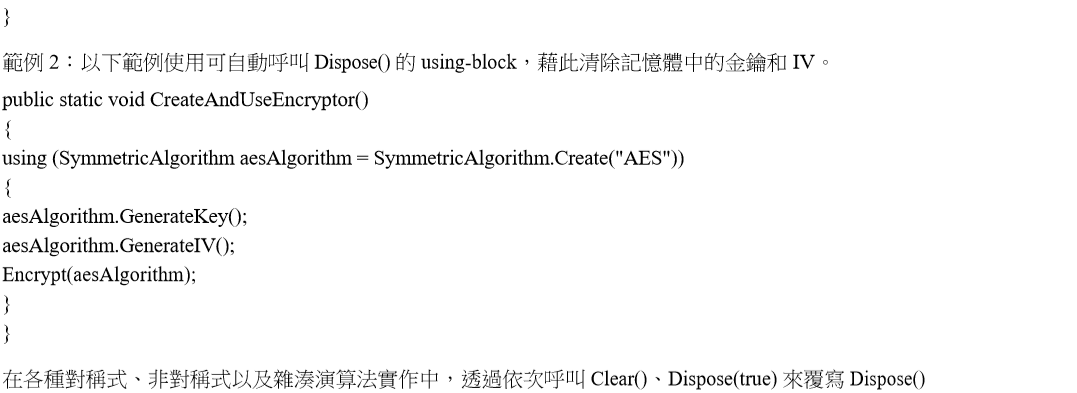 }
範例 2：以下範例使用可自動呼叫 Dispose() 的 using-block，藉此清除記憶體中的金鑰和 IV。
public static void CreateAndUseEncryptor()
{
using (SymmetricAlgorithm aesAlgorithm = SymmetricAlgorithm.Create("AES"))
{
aesAlgorithm.GenerateKey();
aesAlgorithm.GenerateIV();
Encrypt(aesAlgorithm);
}
}
在各種對稱式、非對稱式以及雜湊演算法實作中，透過依次呼叫 Clear()、Dispose(true) 來覆寫 Dispose()